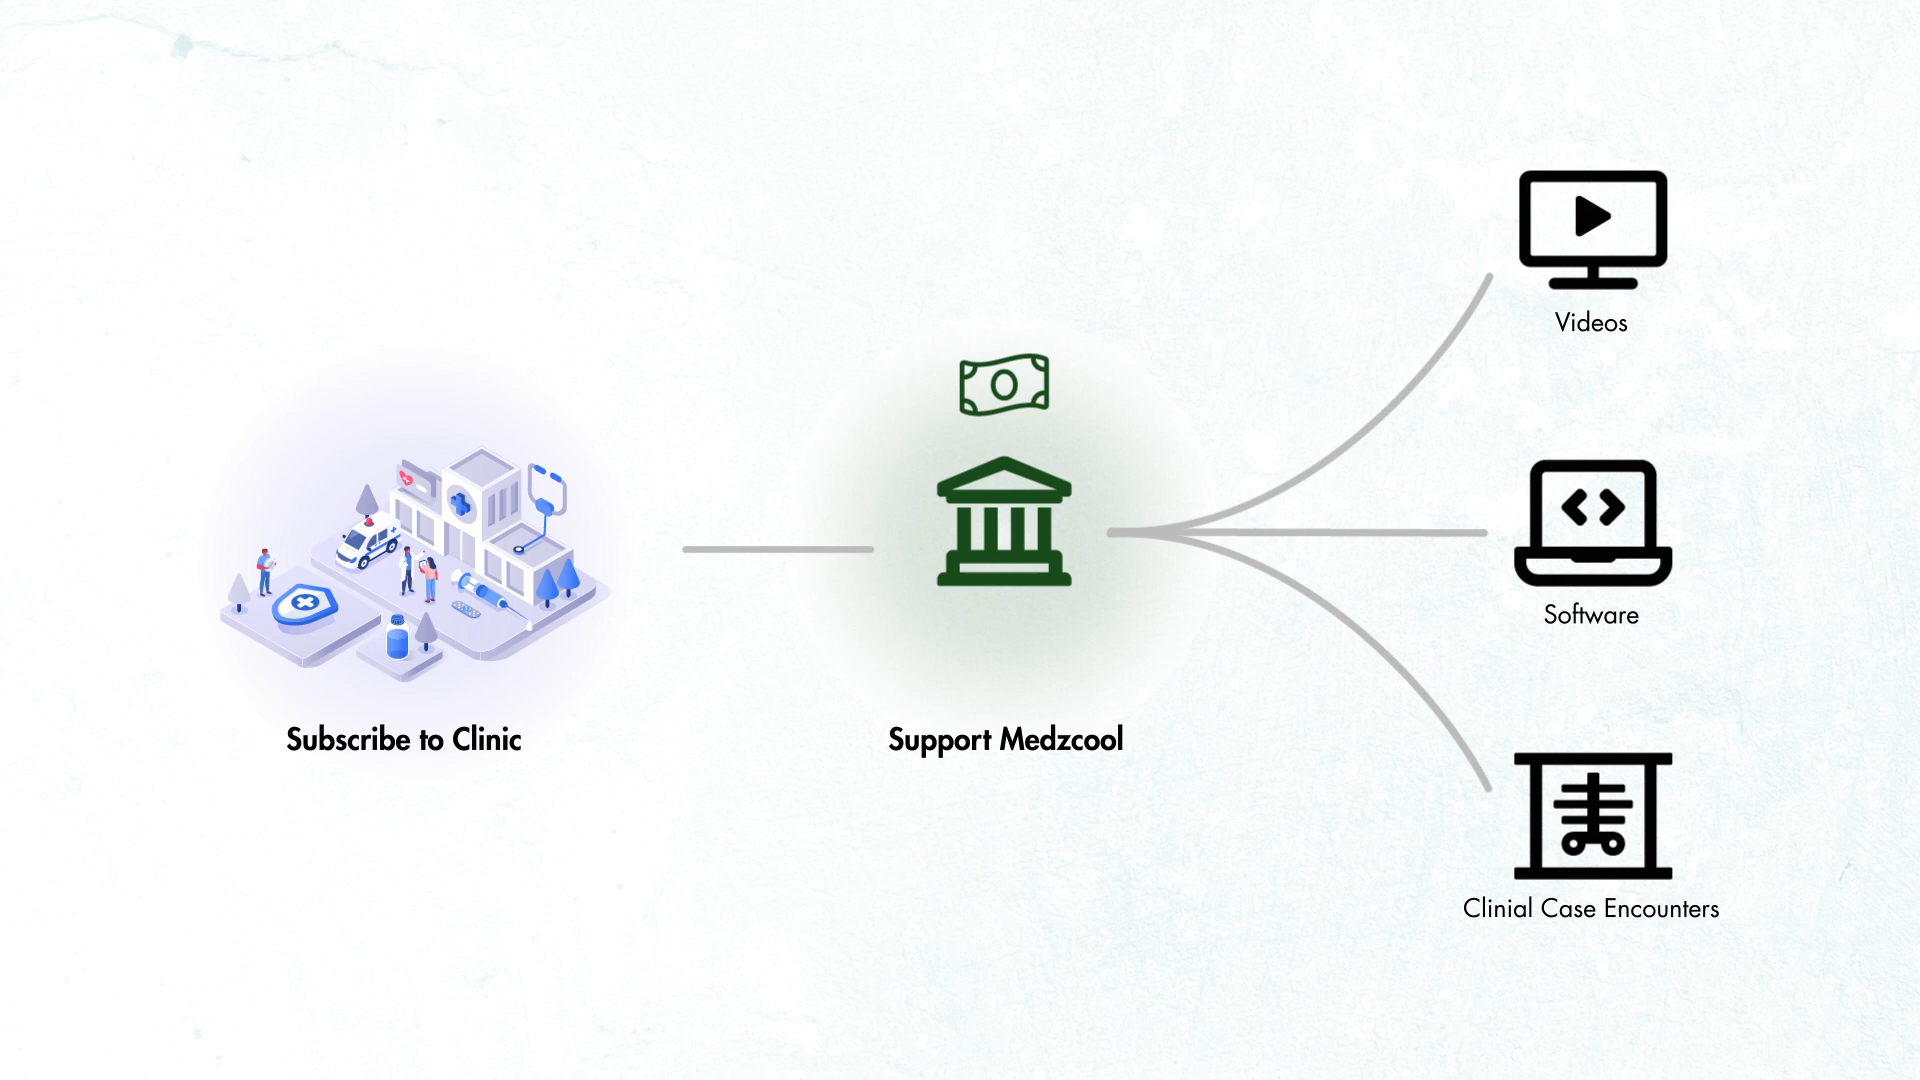 Subscribe to Clinic
Support Medzcool
Videos
Software
Clinial Case Encounters